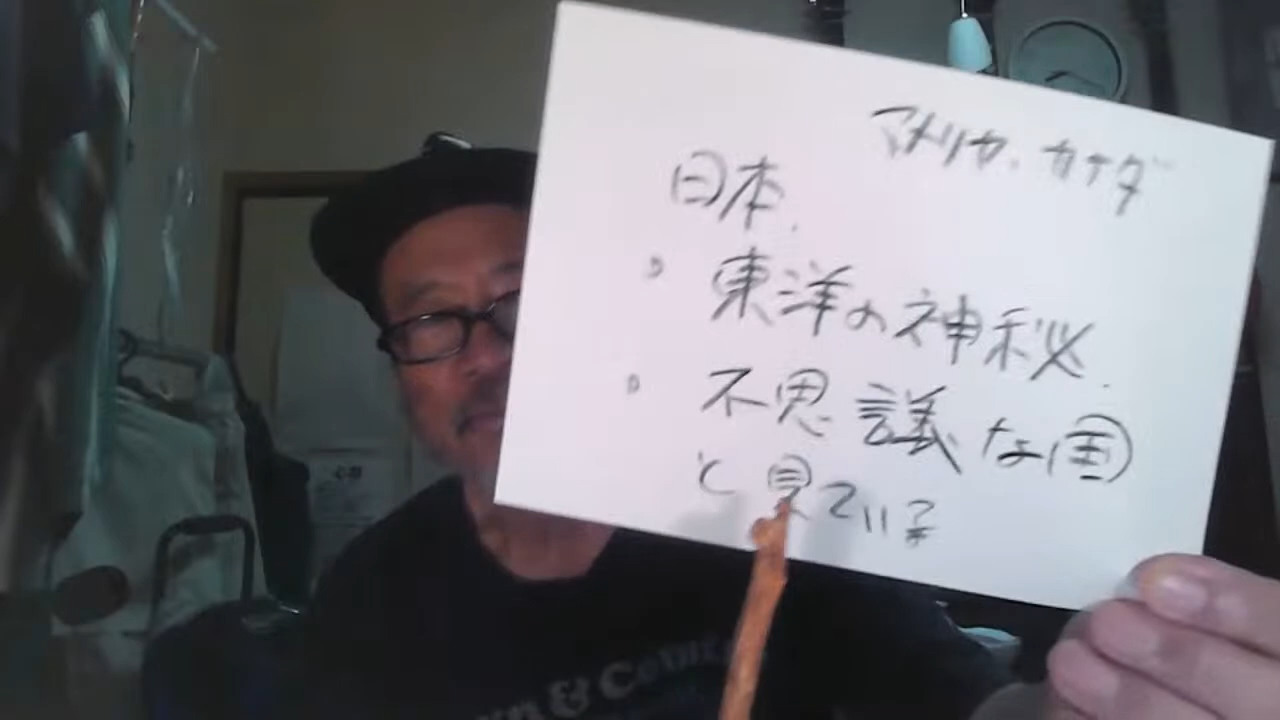 アメリカ、カナダ
日本、
東洋の神秘、
不思議な国
と見ている
& Co